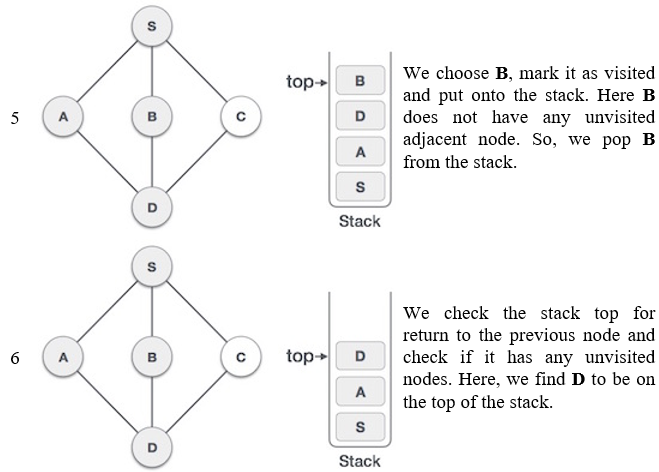 S
5
A
B
C
D
top
B
D
A
S
Stack
We choose B, mark it as visited
and put onto the stack. Here B
does not have any unvisited
adjacent node. So, we pop B
from the stack.
S
6
A
B
C
D
top
D
A
S
Stack
We check the stack top for
return to the previous node and
check if it has any unvisited
nodes. Here, we find D to be on
the top of the stack.